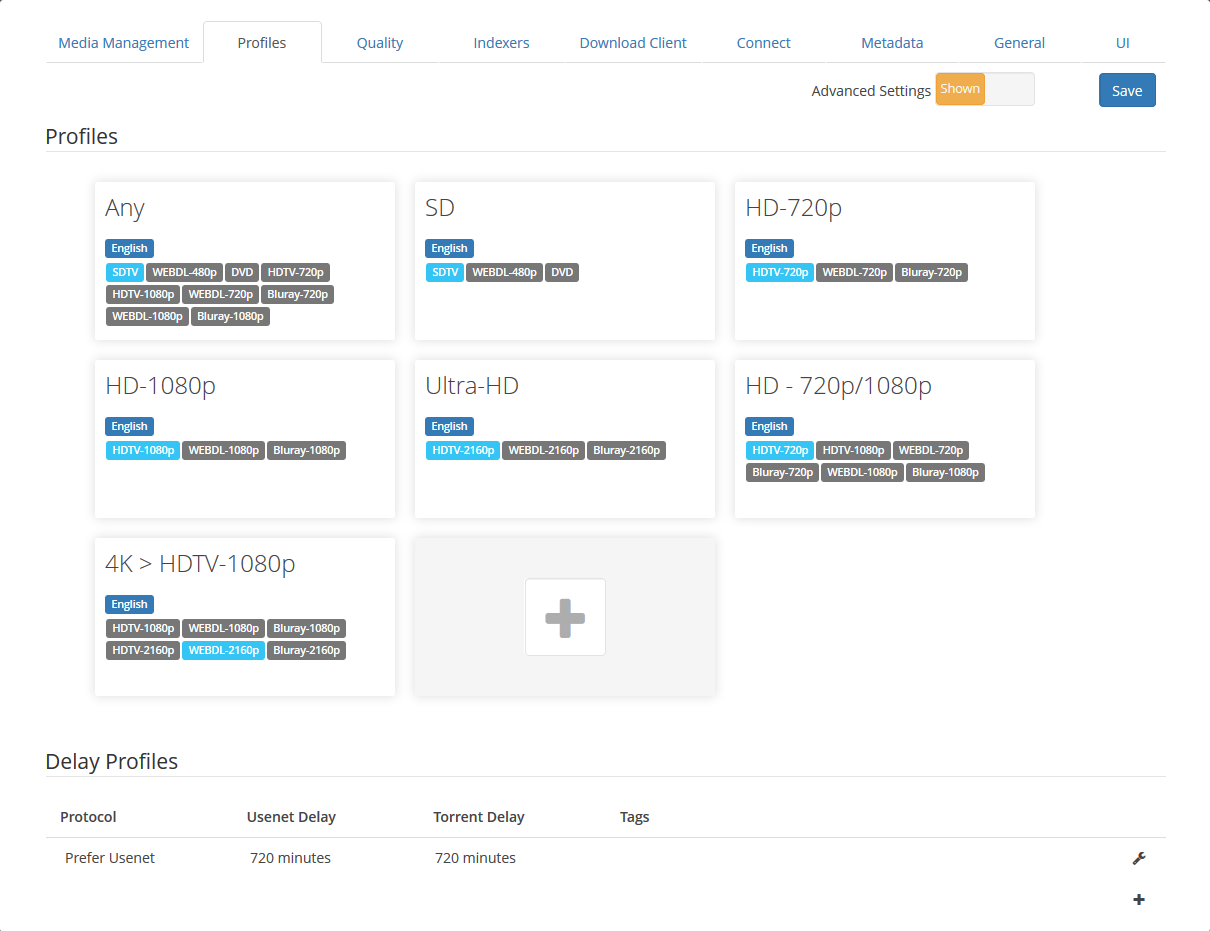 Media Management Profiles Quality Indexers Download Client Connect Metadata General UI
Advanced Settings Shown Save
Profiles
Any
English
SDTV WEBDL-480p DVD HDTV-720p
HDTV-1080p WEBDL-720p Bluray-720p
WEBDL-1080p Bluray-1080p
SD
English
SDTV WEBDL-480p DVD
HD-720p
English
HDTV-720p WEBDL-720p Bluray-720p
HD-1080p
English
HDTV-1080p WEBDL-1080p Bluray-1080p
Ultra-HD
English
HDTV-2160p WEBDL-2160p Bluray-2160p
HD - 720p/1080p
English
HDTV-720p HDTV-1080p WEBDL-720p
Bluray-720p WEBDL-1080p Bluray-1080p
4K > HDTV-1080p
English
HDTV-1080p WEBDL-1080p Bluray-1080p
HDTV-2160p WEBDL-2160p Bluray-2160p
Delay Profiles
Protocol Usenet Delay Torrent Delay Tags
Prefer Usenet 720 minutes 720 minutes